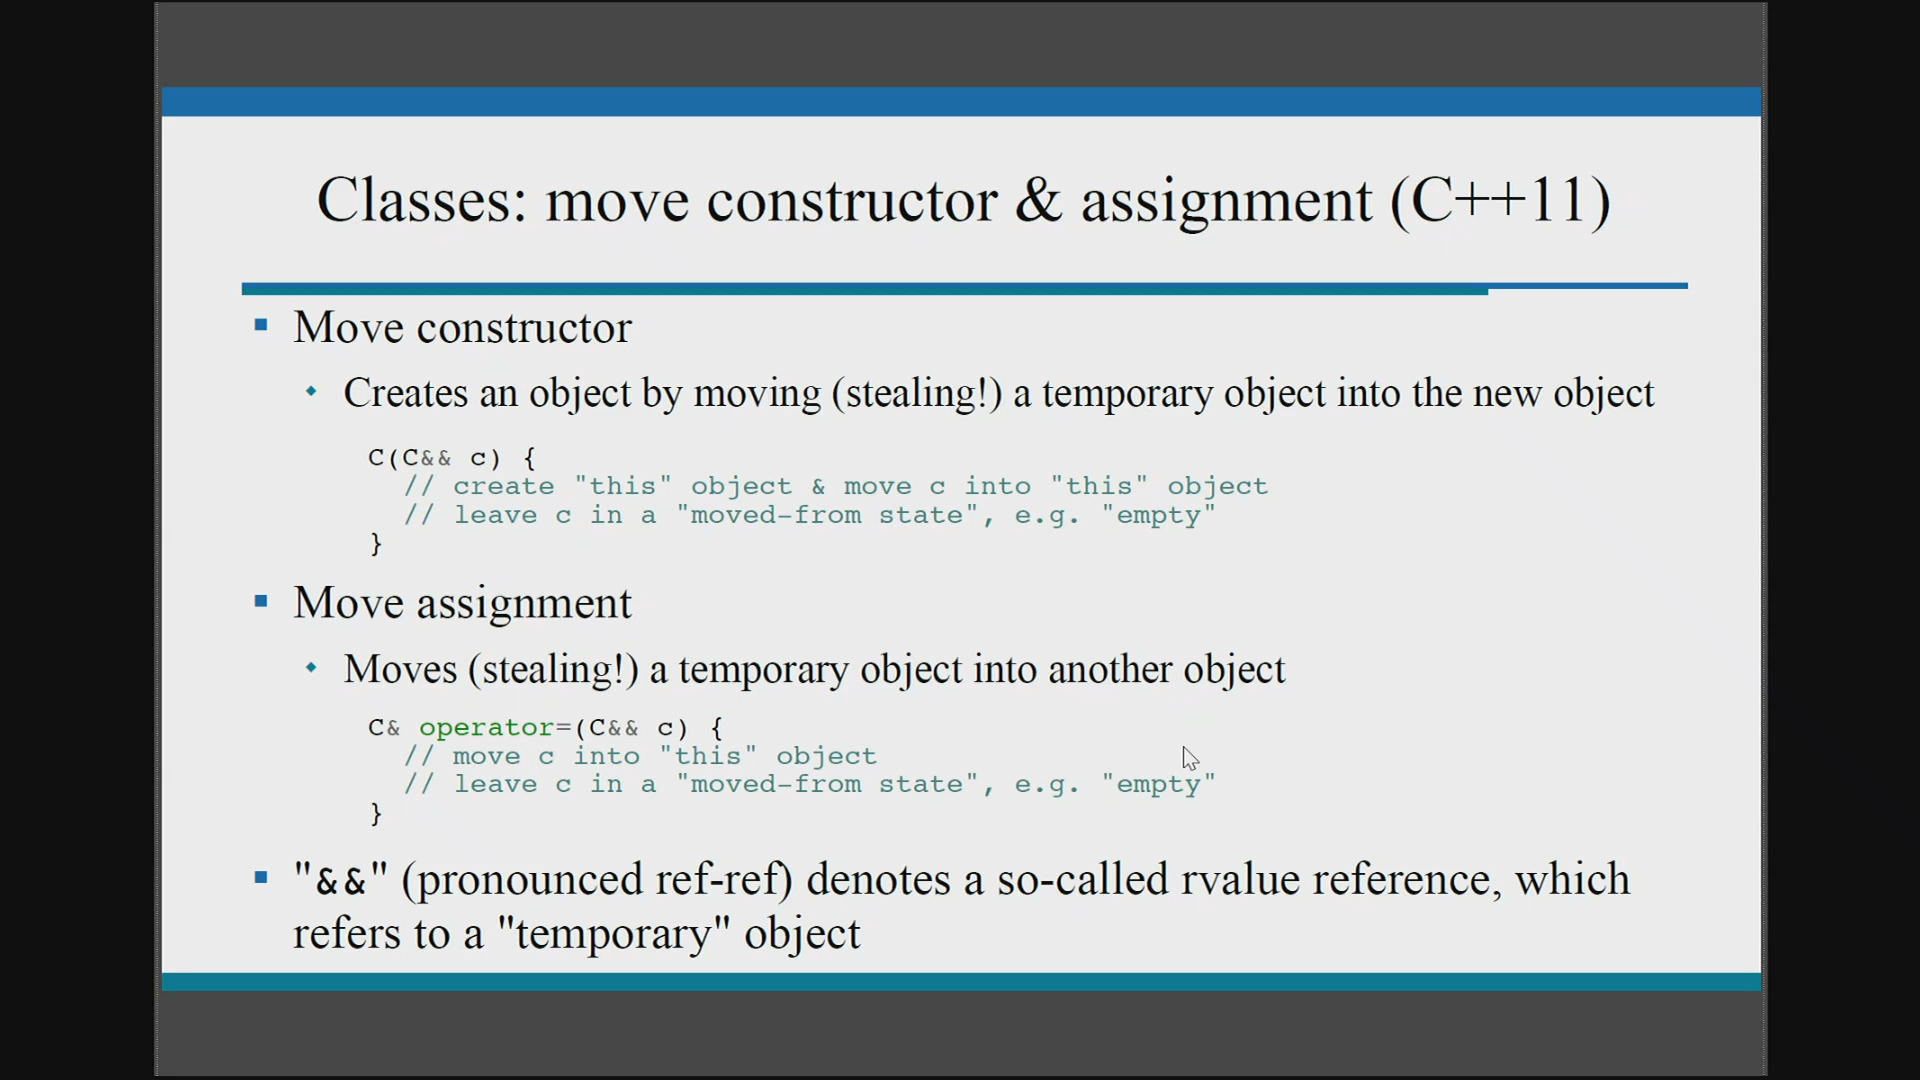 Classes: move constructor & assignment (C++11)
Move constructor
Creates an object by moving (stealing!) a temporary object into the new object
C(C&& c) {
// create "this" object & move c into "this" object
// leave c in a "moved-from state", e.g. "empty"
}
Move assignment
Moves (stealing!) a temporary object into another object
C& operator=(C&& c) {
// move c into "this" object
// leave c in a "moved-from state", e.g. "empty"
}
"&&" (pronounced ref-ref) denotes a so-called rvalue reference, which
refers to a "temporary" object